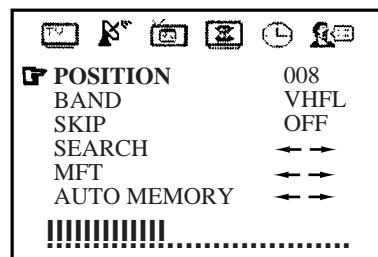 TV
POSITION 008
BAND VHFL
SKIP OFF
SEARCH
MFT
AUTO MEMORY